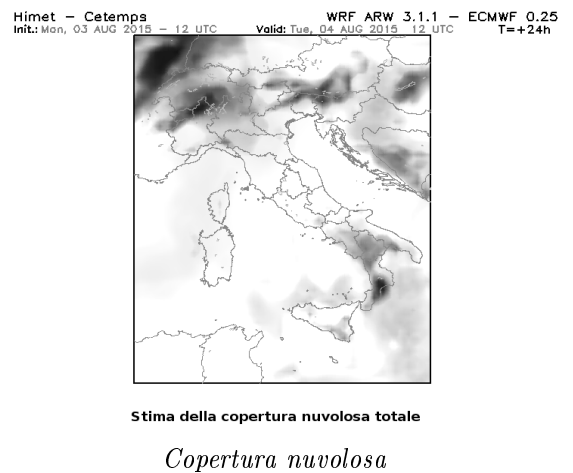 Himet – Cetemps WRF ARW 3.1.1 – ECMWF 0.25
Init.: Mon, 03 AUG 2015 – 12 UTC Valid: Tue, 04 AUG 2015 12 UTC T=+24h
Stima della copertura nuvolosa totale
Copertura nuvolosa